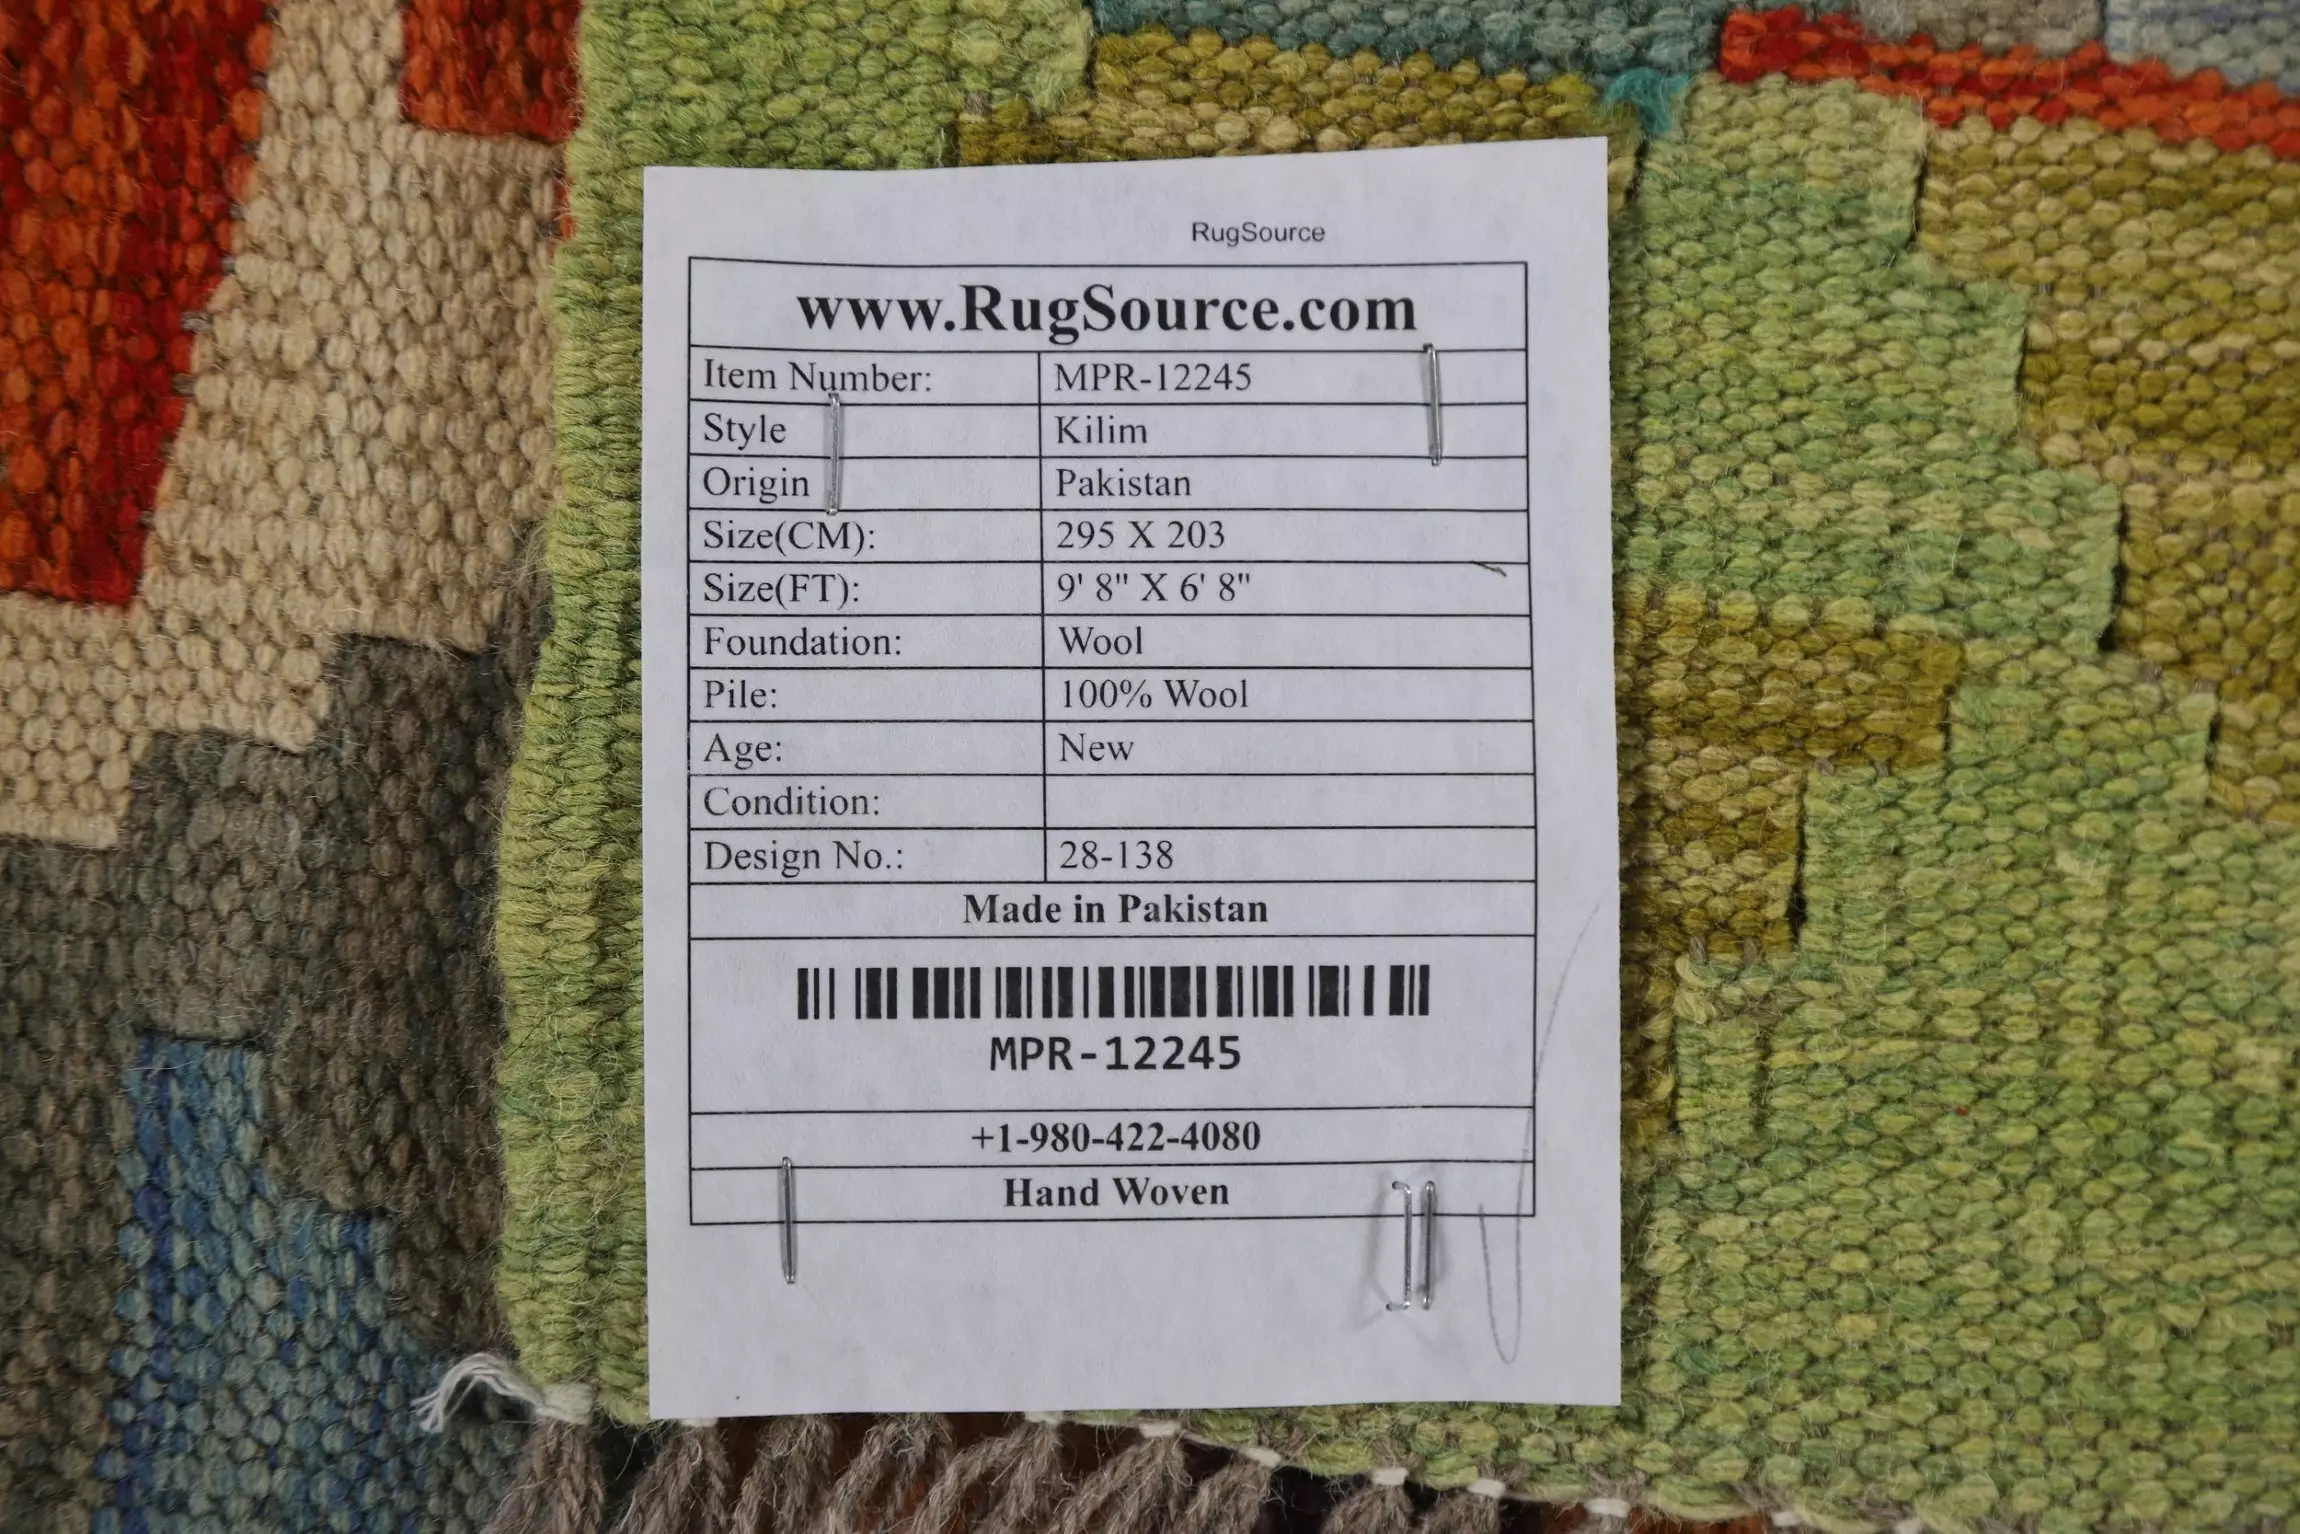 RugSource
www.RugSource.com
Item Number: MPR-12245
Style Kilim
Origin Pakistan
Size(CM): 295 X 203
Size(FT): 9' 8" X 6' 8"
Foundation: Wool
Pile: 100% Wool
Age: New
Condition:
Design No.: 28-138
Made in Pakistan
MPR-12245
+1-980-422-4080
Hand Woven